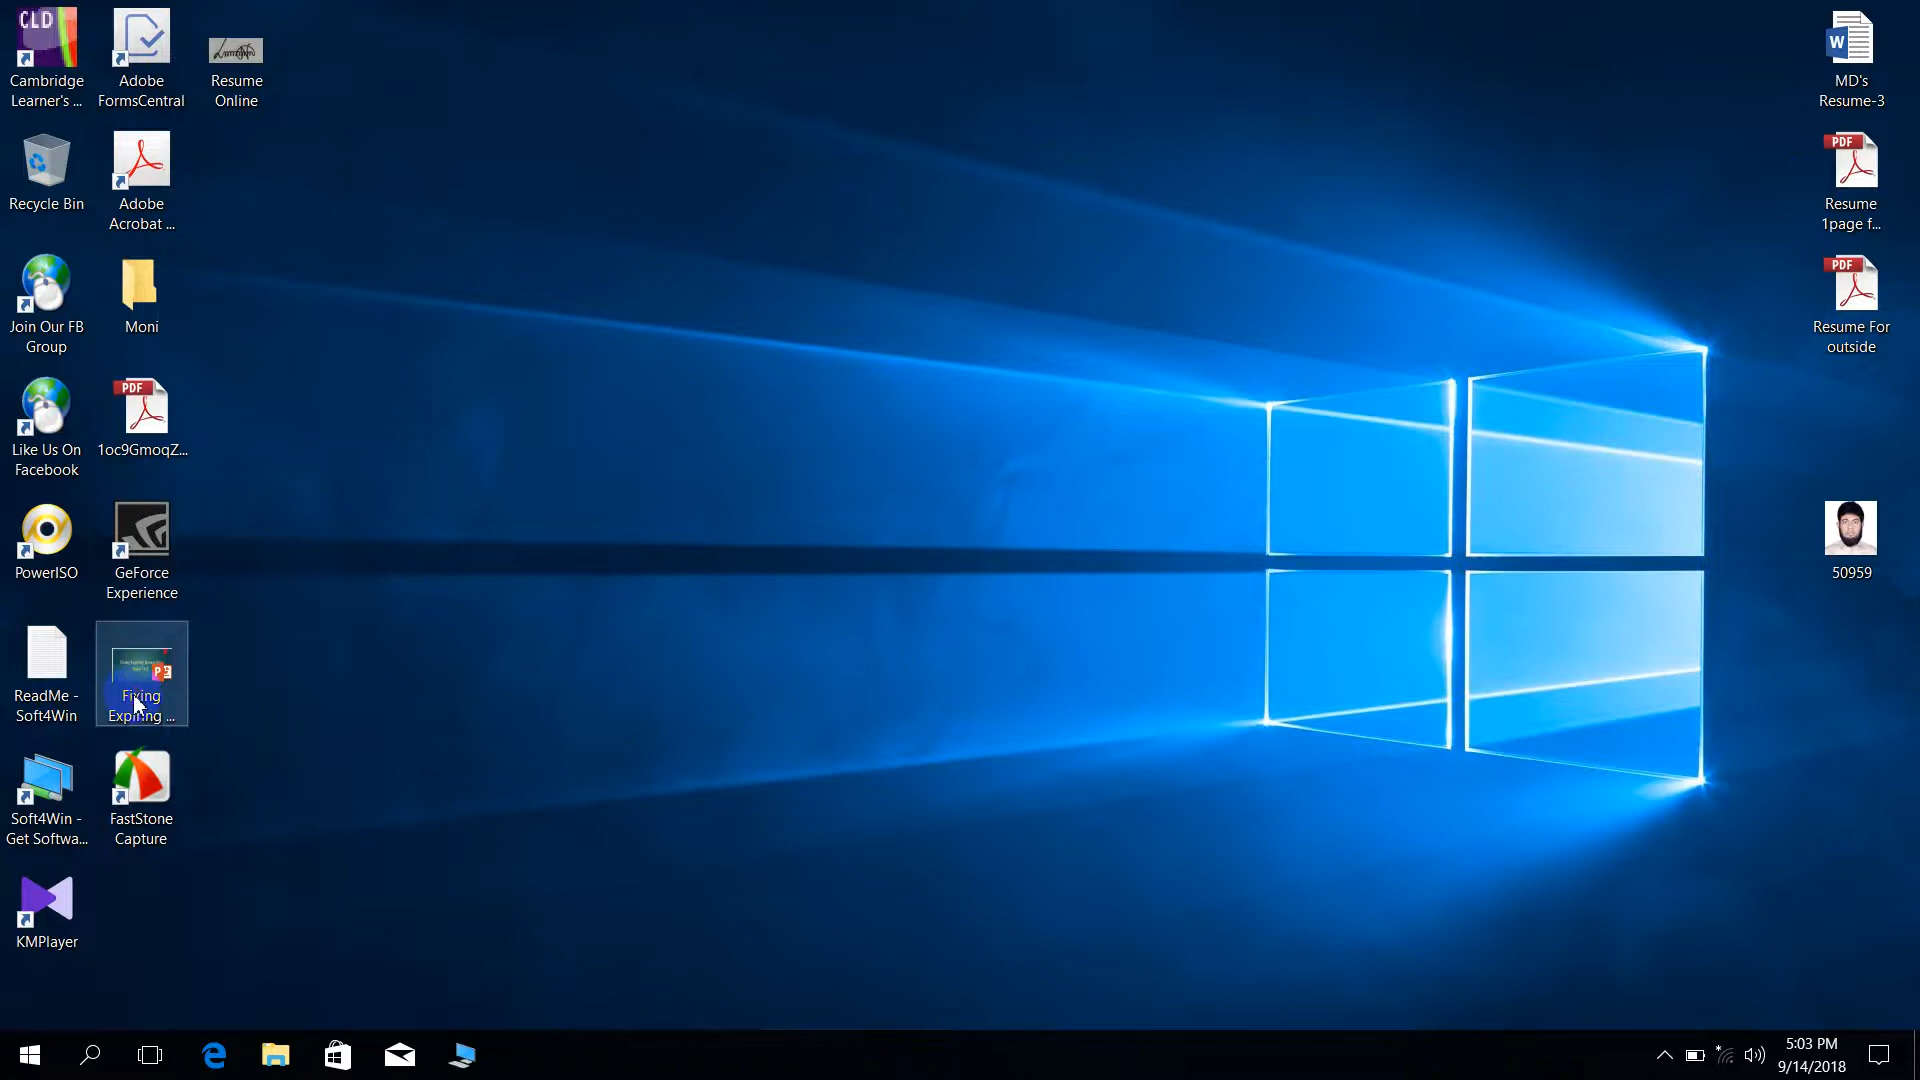 CLD
Cambridge
Learner's ...
Adobe
FormsCentral
Resume
Online
Recycle Bin
Adobe
Acrobat ...
Join Our FB
Group
Moni
Like Us On
Facebook
PDF
1oc9GmoqZ...
PowerISO
GeForce
Experience
ReadMe -
Soft4Win
Fixing
Expiring ...
Soft4Win -
Get Softwa...
FastStone
Capture
KMPlayer
W
MD's
Resume-3
PDF
Resume
1page f...
PDF
Resume For
outside
50959
5:03 PM
9/14/2018